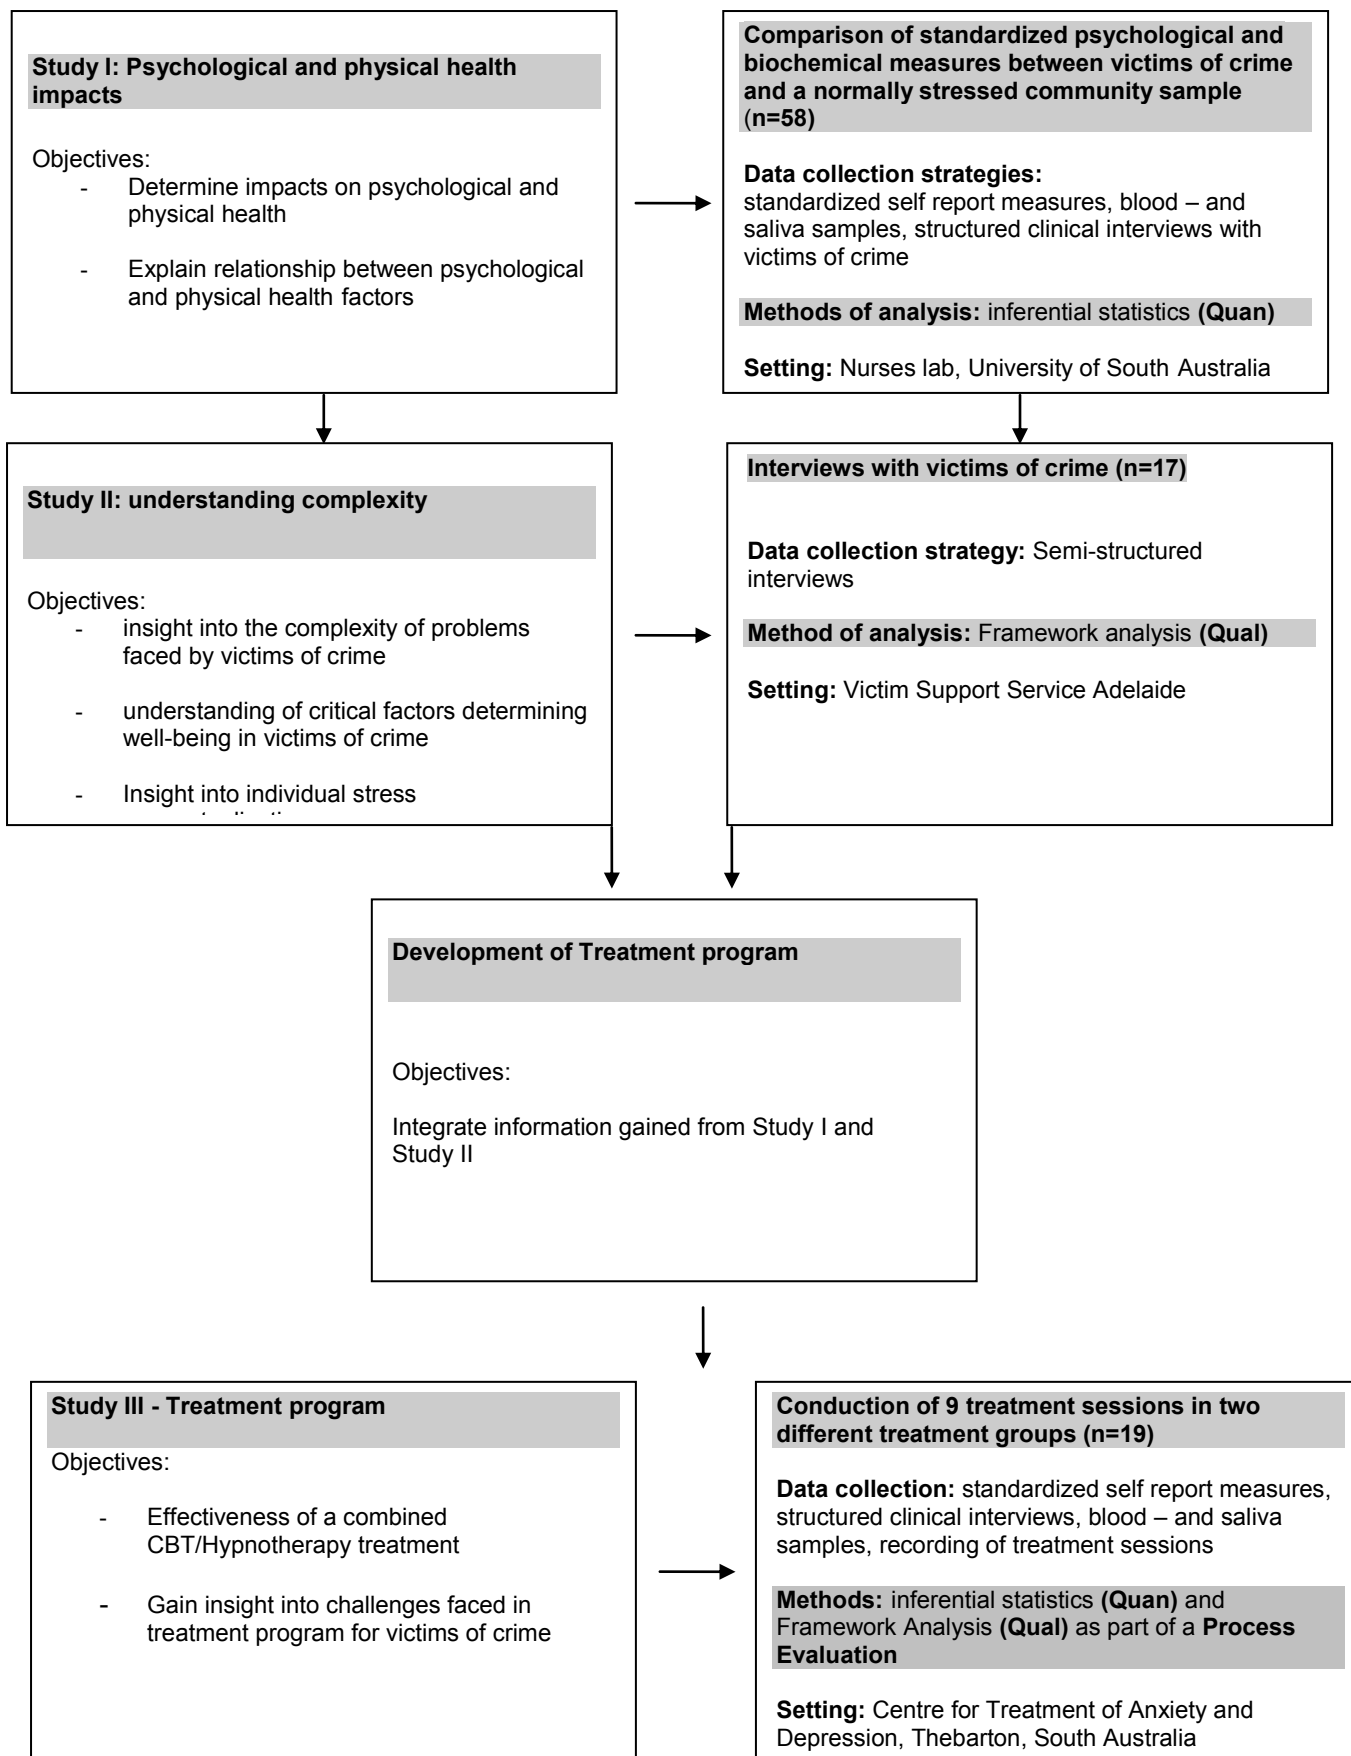 Study I: Psychological and physical health
impacts
Objectives:
- Determine impacts on psychological and
physical health
- Explain relationship between psychological
and physical health factors
Comparison of standardized psychological and
biochemical measures between victims of crime
and a normally stressed community sample
(n=58)
Data collection strategies:
standardized self report measures, blood – and
saliva samples, structured clinical interviews with
victims of crime
Methods of analysis: inferential statistics (Quan)
Setting: Nurses lab, University of South Australia
Study II: understanding complexity
Objectives:
- insight into the complexity of problems
faced by victims of crime
- understanding of critical factors determining
well-being in victims of crime
- Insight into individual stress
Interviews with victims of crime (n=17)
Data collection strategy: Semi-structured
interviews
Method of analysis: Framework analysis (Qual)
Setting: Victim Support Service Adelaide
Development of Treatment program
Objectives:
Integrate information gained from Study I and
Study II
Study III - Treatment program
Objectives:
- Effectiveness of a combined
CBT/Hypnotherapy treatment
- Gain insight into challenges faced in
treatment program for victims of crime
Conduction of 9 treatment sessions in two
different treatment groups (n=19)
Data collection: standardized self report measures,
structured clinical interviews, blood – and saliva
samples, recording of treatment sessions
Methods: inferential statistics (Quan) and
Framework Analysis (Qual) as part of a Process
Evaluation
Setting: Centre for Treatment of Anxiety and
Depression, Thebarton, South Australia